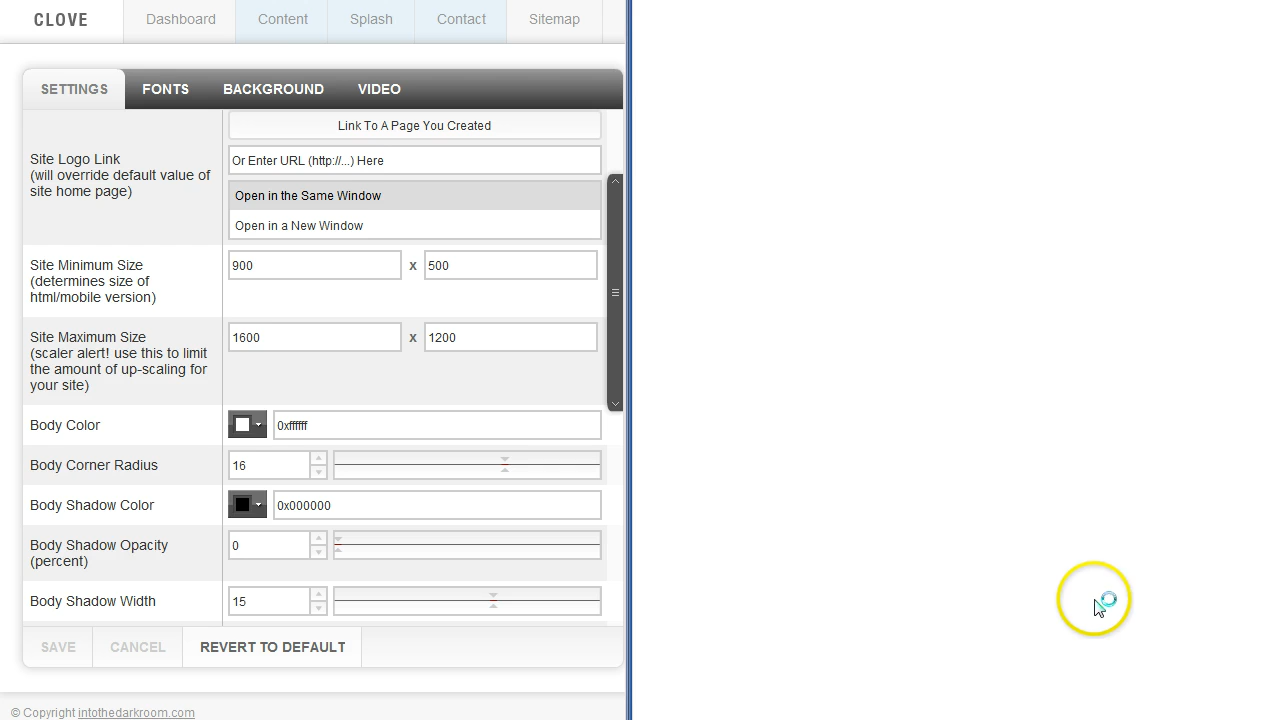 CLOVE
Dashboard
Content
Splash
Contact
Sitemap
SETTINGS
FONTS
BACKGROUND
VIDEO
Link To A Page You Created
Site Logo Link
(will override default value of
site home page)
Or Enter URL (http://...) Here
Open in the Same Window
Open in a New Window
Site Minimum Size
(determines size of
html/mobile version)
900 x 500
Site Maximum Size
(scaler alert! use this to limit
the amount of up-scaling for
your site)
1600 x 1200
Body Color
0xffffff
Body Corner Radius
16
Body Shadow Color
0x000000
Body Shadow Opacity
(percent)
0
Body Shadow Width
15
SAVE
CANCEL
REVERT TO DEFAULT
© Copyright intothedarkroom.com